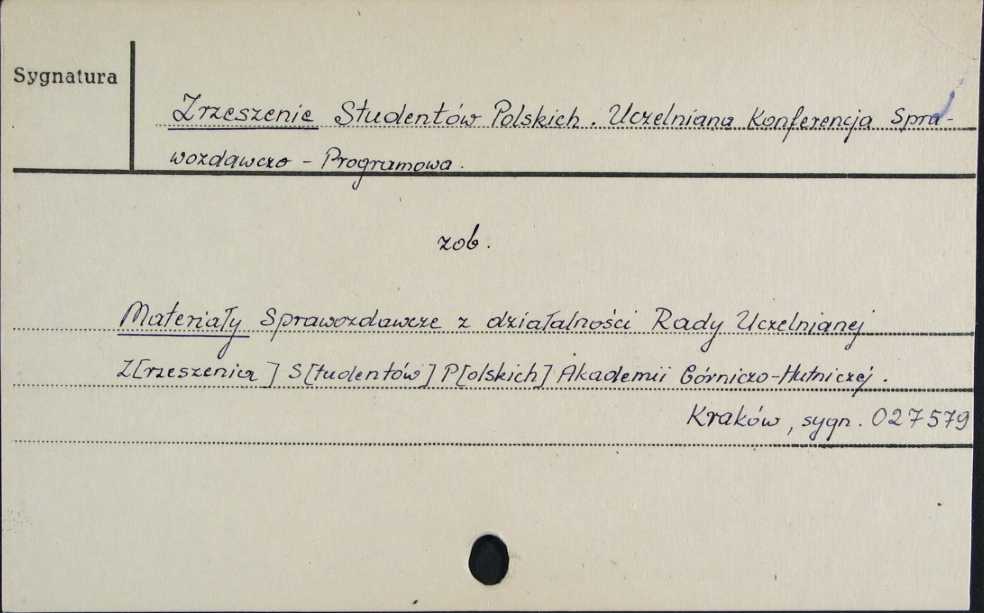 Sygnatura
Zrzeszenie Studentów Polskich. Uczelniana Konferencja Spra-
wozdawczo - Programowa.
zob.
Materiały Sprawozdawcze z działalności Rady Uczelnianej
Z[rzeszenia] S[tudentów] P[olskich] Akademii Górniczo-Hutniczej.
Kraków, sygn. 027579